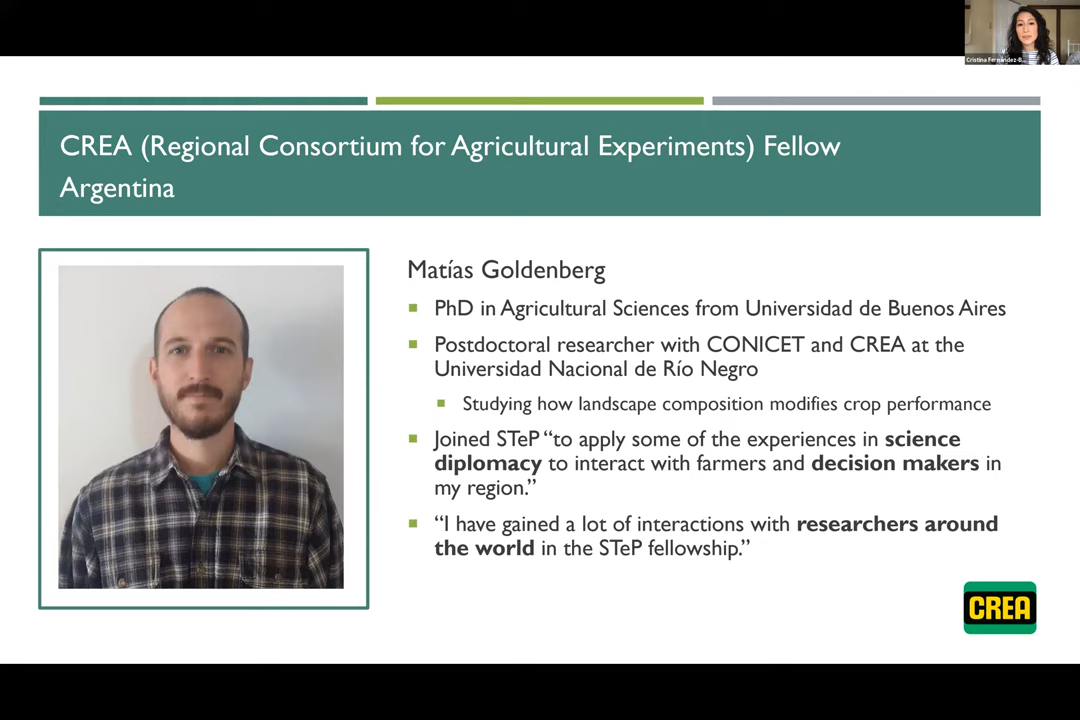 Cristina Fernández-B...
CREA (Regional Consortium for Agricultural Experiments) Fellow
Argentina
Matías Goldenberg
PhD in Agricultural Sciences from Universidad de Buenos Aires
Postdoctoral researcher with CONICET and CREA at the
Universidad Nacional de Río Negro
Studying how landscape composition modifies crop performance
Joined STeP “to apply some of the experiences in science
diplomacy to interact with farmers and decision makers in
my region.”
“I have gained a lot of interactions with researchers around
the world in the STeP fellowship.”
CREA